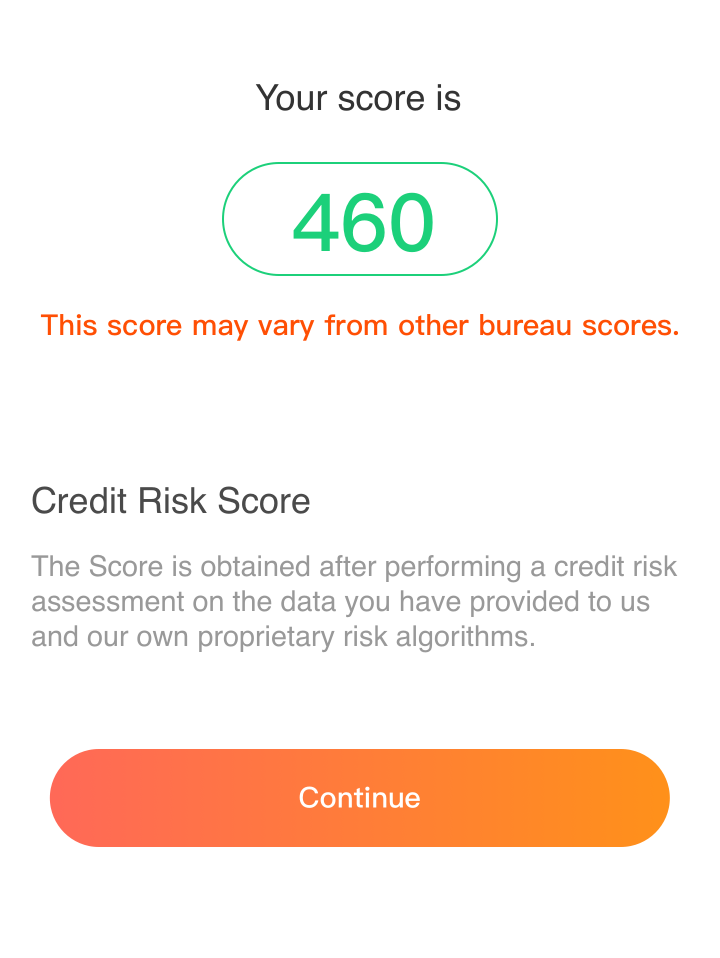 Your score is
460
This score may vary from other bureau scores.
Credit Risk Score
The Score is obtained after performing a credit risk
assessment on the data you have provided to us
and our own proprietary risk algorithms.
Continue